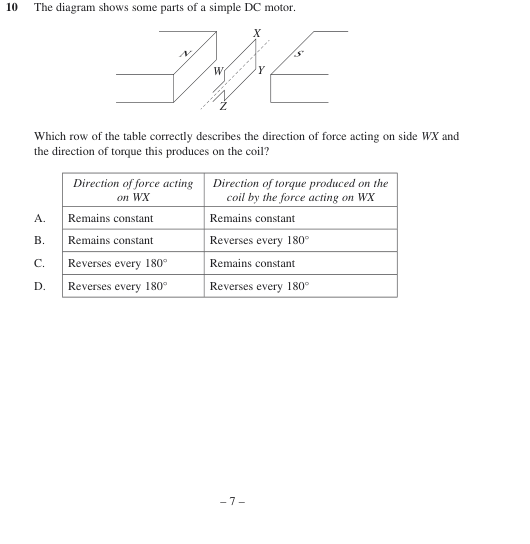 10 The diagram shows some parts of a simple DC motor.
X
N
S
W
Y
Z
Which row of the table correctly describes the direction of force acting on side WX and
the direction of torque this produces on the coil?
Direction of force acting
on WX
Direction of torque produced on the
coil by the force acting on WX
A. Remains constant Remains constant
B. Remains constant Reverses every 180°
C. Reverses every 180° Remains constant
D. Reverses every 180° Reverses every 180°
– 7 –